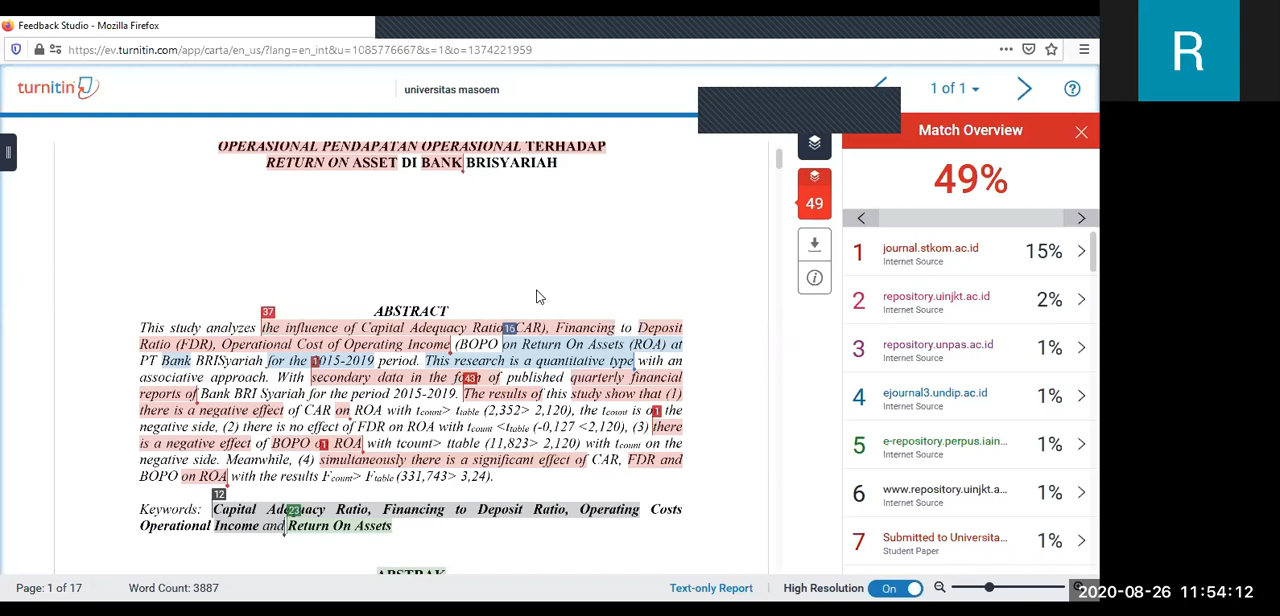 Feedback Studio - Mozilla Firefox
https://ev.turnitin.com/app/carta/en_us/?lang=en_int&u=1085776667&s=1&o=1374221959
R
turnitin
universitas masoem
1 of 1
Match Overview
49%
OPERASIONAL PENDAPATAN OPERASIONAL TERHADAP
RETURN ON ASSET DI BANK BRISYARIAH
49
1 journal.stkom.ac.id 15%
Internet Source
2 repository.uinjkt.ac.id 2%
Internet Source
3 repository.unpas.ac.id 1%
Internet Source
4 ejournal3.undip.ac.id 1%
Internet Source
5 e-repository.perpus.iain... 1%
Internet Source
6 www.repository.uinjkt.a... 1%
Internet Source
7 Submitted to Universita... 1%
Student Paper
ABSTRACT
37
This study analyzes the influence of Capital Adequacy Ratio 16 CAR), Financing to Deposit
Ratio (FDR), Operational Cost of Operating Income (BOPO on Return On Assets (ROA) at
PT Bank BRISyariah for the 1 015-2019 period. This research is a quantitative type with an
associative approach. With secondary data in the fo 43 of published quarterly financial
reports of Bank BRI Syariah for the period 2015-2019. The results of this study show that (1)
there is a negative effect of CAR on ROA with tcount> ttable (2,352> 2,120), the tcount is o 1 the
negative side, (2) there is no effect of FDR on ROA with tcount <ttable (-0,127 <2,120), (3) there
is a negative effect of BOPO o 1 ROA with tcount> ttable (11,823> 2,120) with tcount on the
negative side. Meanwhile, (4) simultaneously there is a significant effect of CAR, FDR and
BOPO on ROA with the results Fcount> Ftable (331,743> 3,24).
12
Keywords: Capital Ade 23 acy Ratio, Financing to Deposit Ratio, Operating Costs
Operational Income and Return On Assets
ABSTRAK
Page: 1 of 17 Word Count: 3887 Text-only Report High Resolution On
2020-08-26 11:54:12